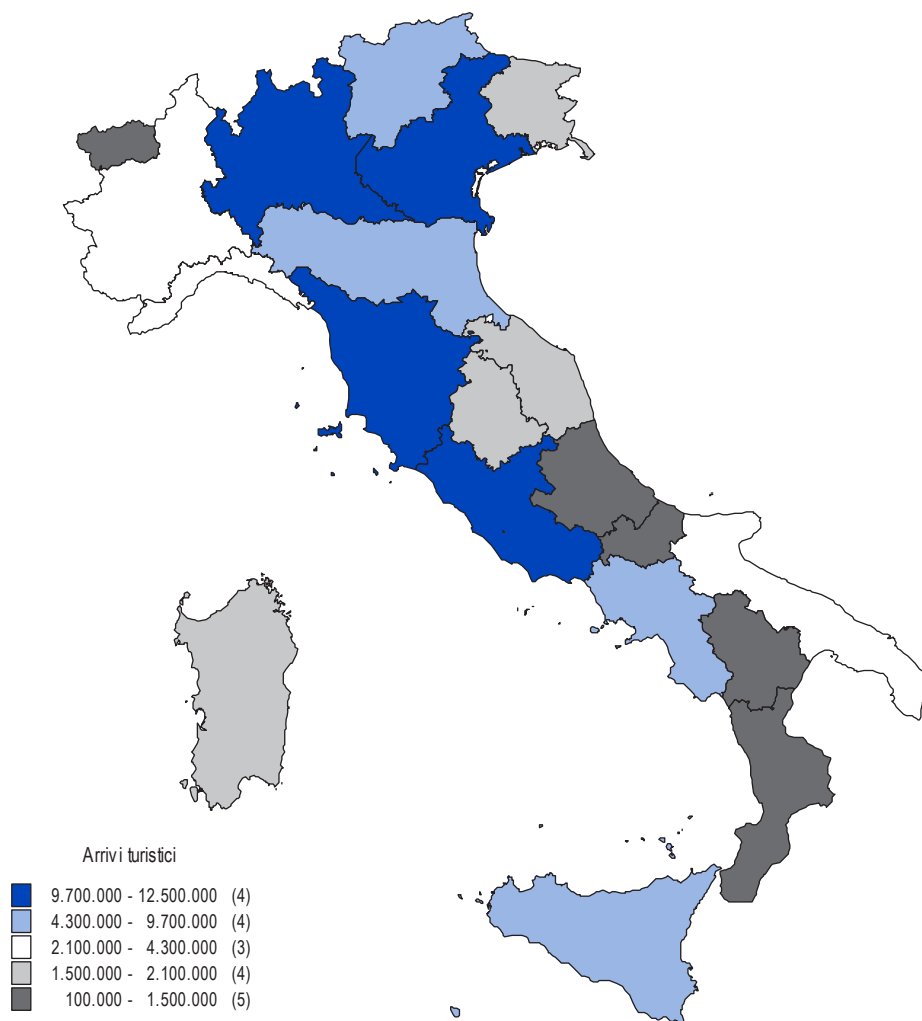 Arrivi turistici
9.700.000 - 12.500.000 (4)
4.300.000 - 9.700.000 (4)
2.100.000 - 4.300.000 (3)
1.500.000 - 2.100.000 (4)
100.000 - 1.500.000 (5)